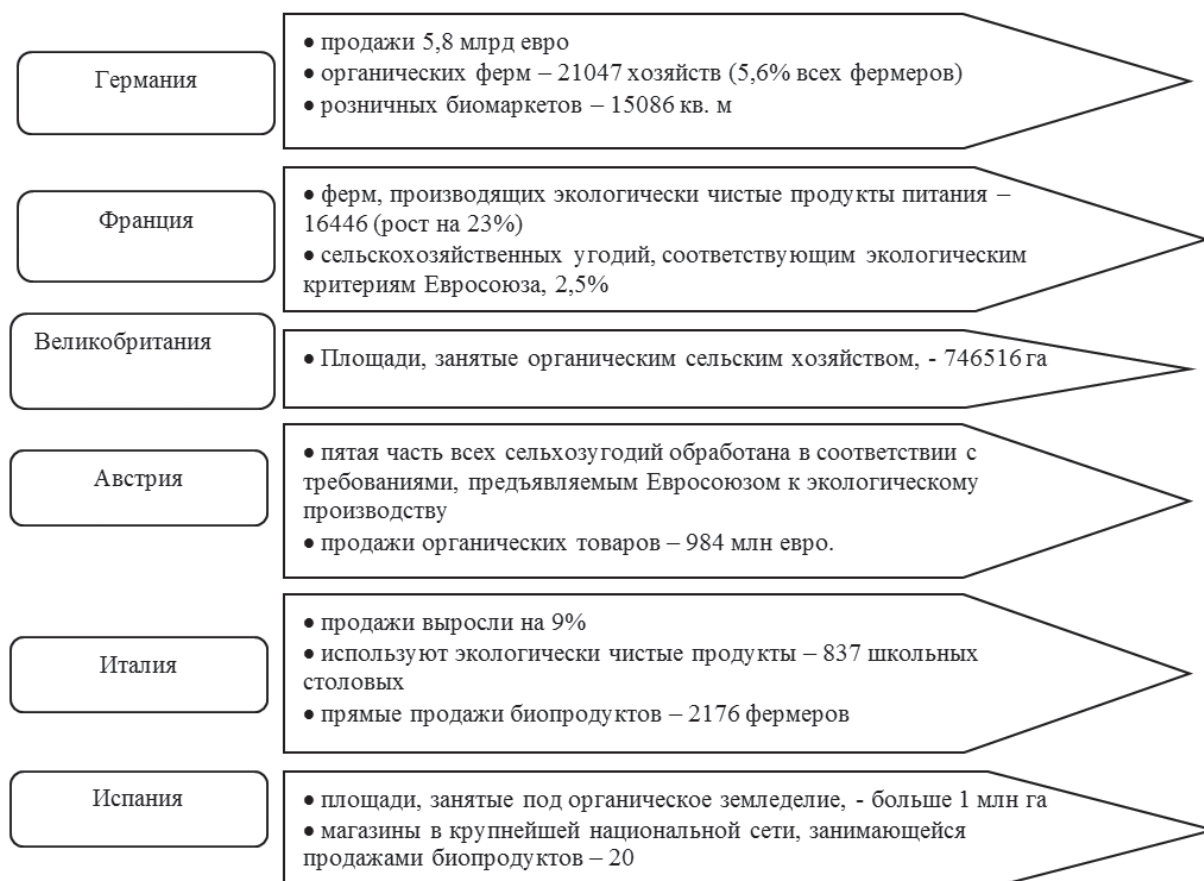 Германия
• продажи 5,8 млрд евро
• органических ферм – 21047 хозяйств (5,6% всех фермеров)
• розничных биомаркетов – 15086 кв. м
Франция
• ферм, производящих экологически чистые продукты питания –
16446 (рост на 23%)
• сельскохозяйственных угодий, соответствующим экологическим
критериям Евросоюза, 2,5%
Великобритания
• Площади, занятые органическим сельским хозяйством, - 746516 га
Австрия
• пятая часть всех сельхозугодий обработана в соответствии с
требованиями, предъявляемым Евросоюзом к экологическому
производству
• продажи органических товаров – 984 млн евро.
Италия
• продажи выросли на 9%
• используют экологически чистые продукты – 837 школьных
столовых
• прямые продажи биопродуктов – 2176 фермеров
Испания
• площади, занятые под органическое земледелие, - больше 1 млн га
• магазины в крупнейшей национальной сети, занимающейся
продажами биопродуктов – 20